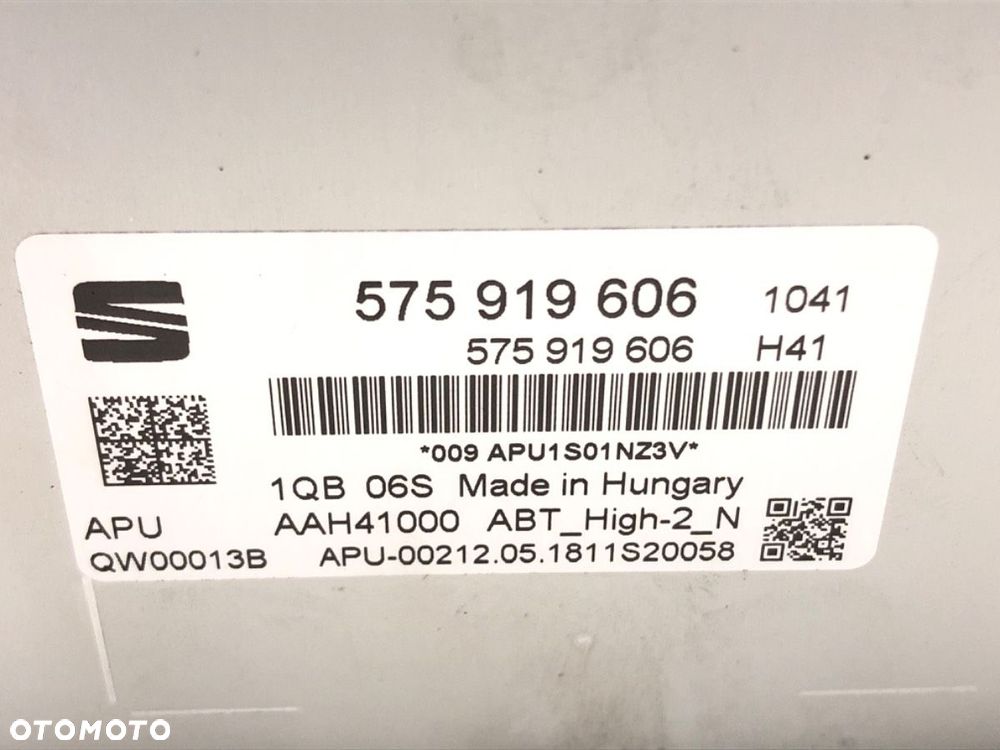 575 919 606 1041
575 919 606 H41
*009 APU1S01NZ3V*
1QB 06S Made in Hungary
APU AAH41000 ABT_High-2_N
QW00013B APU-00212.05.1811S20058
OTOMOTO